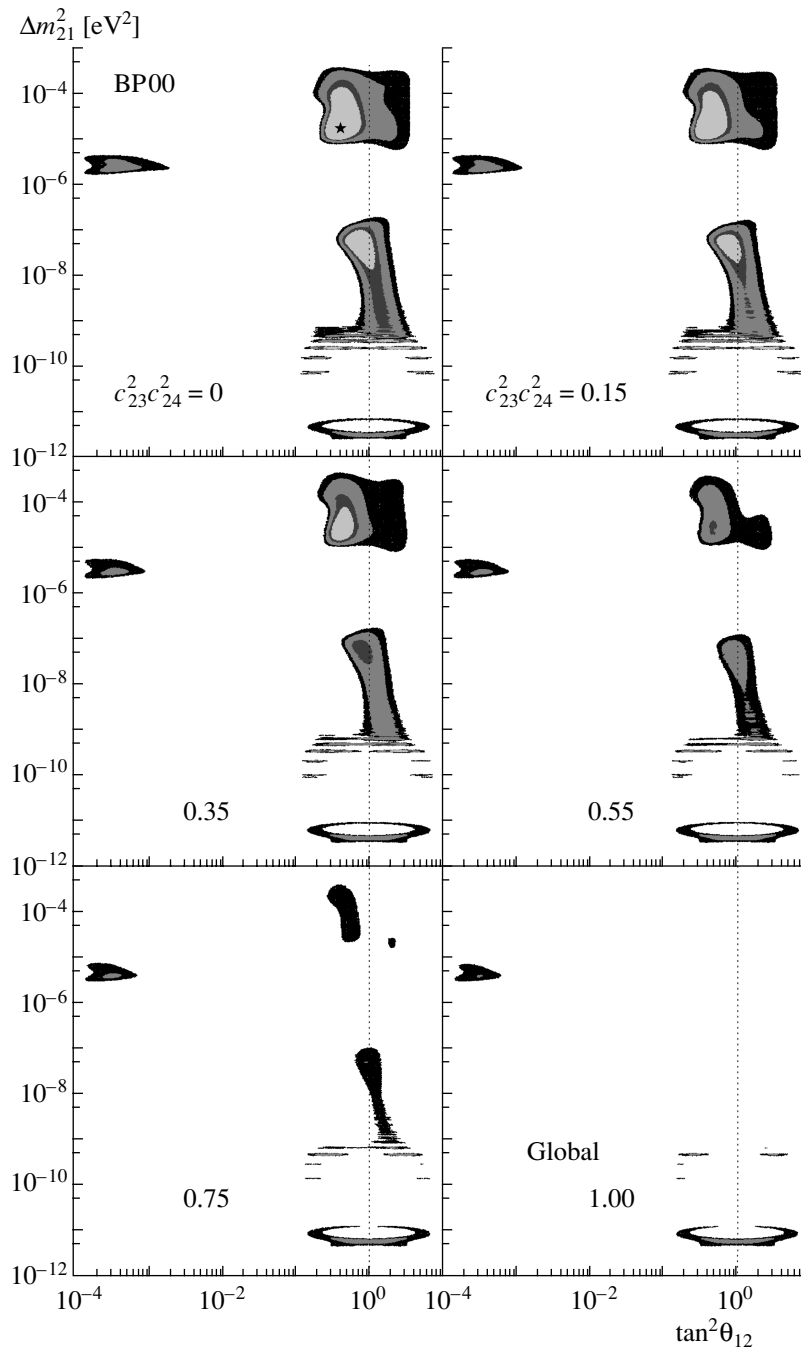 Δm²₂₁ [eV²]
10⁻⁴
BP00
10⁻⁶
10⁻⁸
10⁻¹⁰
c²₂₃c²₂₄ = 0
c²₂₃c²₂₄ = 0.15
10⁻¹²
10⁻⁴
10⁻⁶
10⁻⁸
10⁻¹⁰
0.35
0.55
10⁻¹²
10⁻⁴
10⁻⁶
10⁻⁸
Global
10⁻¹⁰
0.75
1.00
10⁻¹²
10⁻⁴ 10⁻² 10⁰ 10⁻⁴ 10⁻² 10⁰
tan²θ₁₂